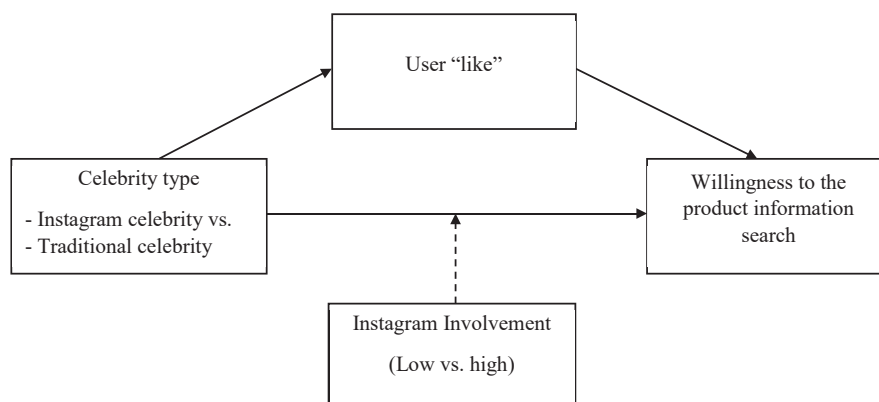 User “like”
Celebrity type
- Instagram celebrity vs.
- Traditional celebrity
Willingness to the
product information
search
Instagram Involvement
(Low vs. high)